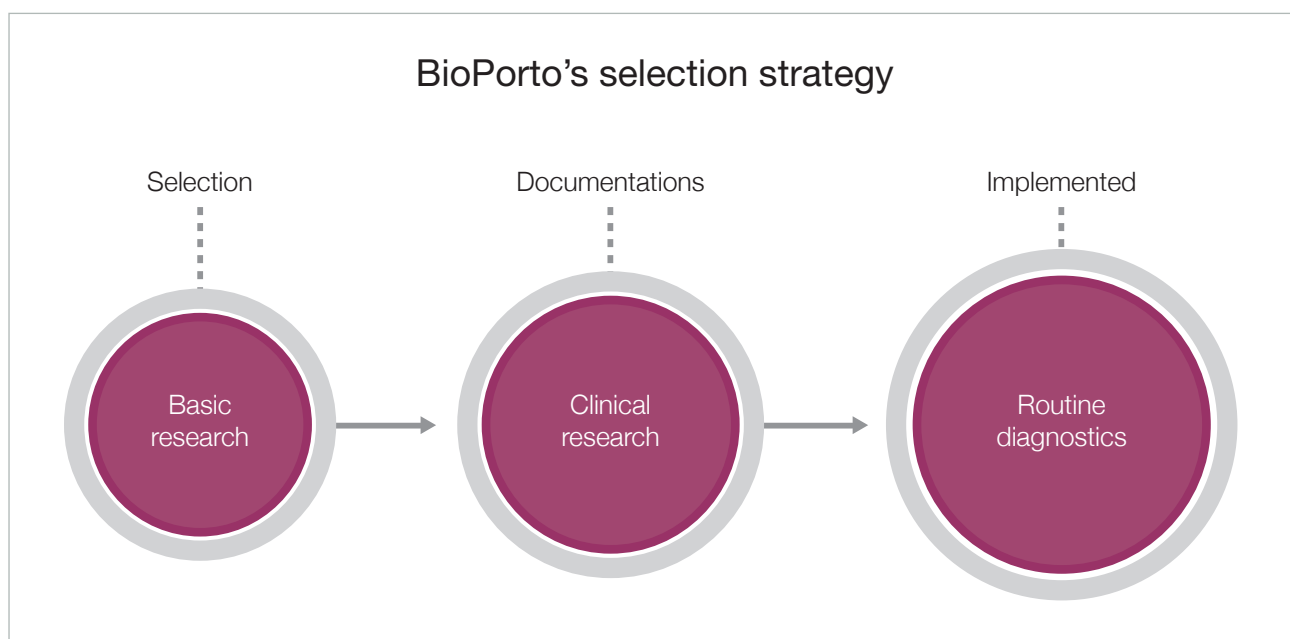 BioPorto’s selection strategy
Selection
Documentations
Implemented
Basic
research
Clinical
research
Routine
diagnostics